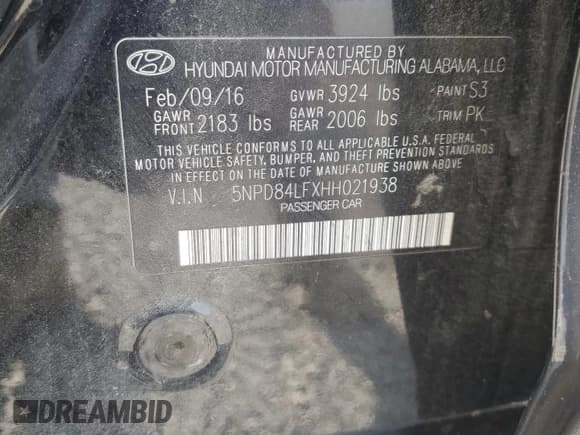 MANUFACTURED BY
HYUNDAI MOTOR MANUFACTURING ALABAMA, LLC
Feb/09/16 GVWR 3924 lbs PAINT S3
GAWR FRONT 2183 lbs GAWR REAR 2006 lbs TRIM PK
THIS VEHICLE CONFORMS TO ALL APPLICABLE U.S.A. FEDERAL
MOTOR VEHICLE SAFETY, BUMPER, AND THEFT PREVENTION STANDARDS
IN EFFECT ON THE DATE OF MANUFACTURE SHOWN ABOVE.
V.I.N 5NPD84LFXHH021938
PASSENGER CAR
DREAMBID